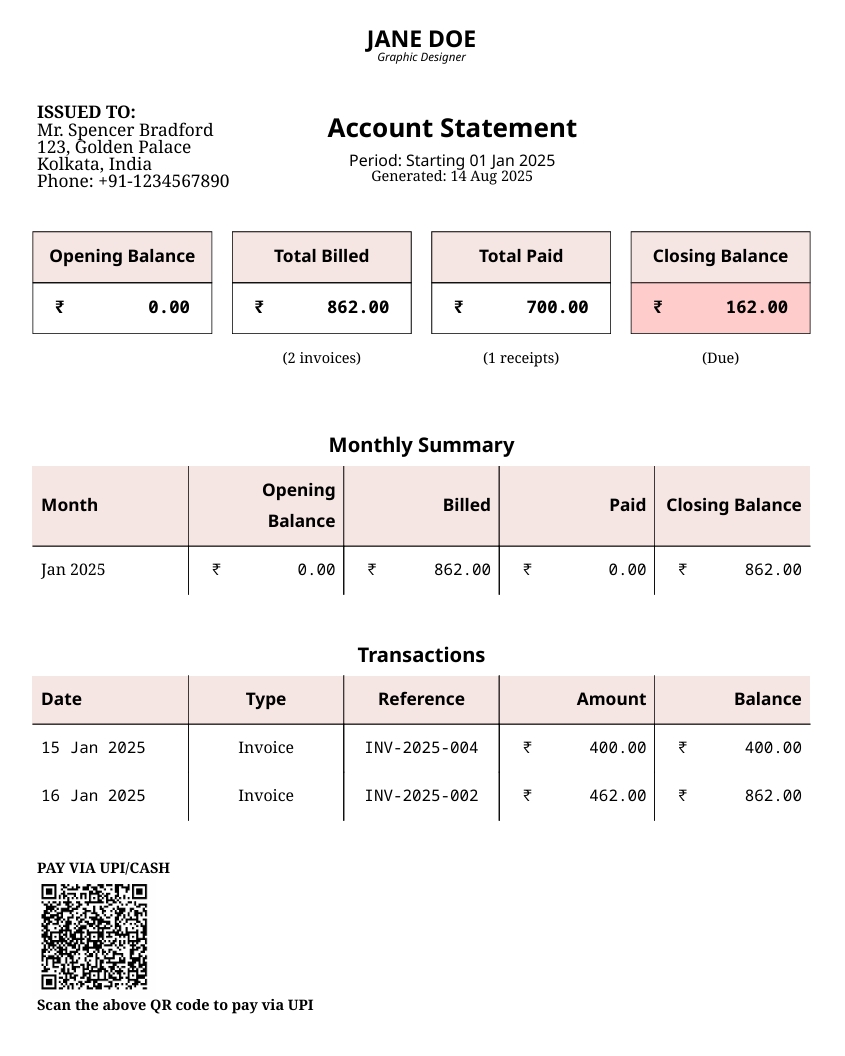 JANE DOE
Graphic Designer
ISSUED TO:
Mr. Spencer Bradford
123, Golden Palace
Kolkata, India
Phone: +91-1234567890
Account Statement
Period: Starting 01 Jan 2025
Generated: 14 Aug 2025
Opening Balance Total Billed Total Paid Closing Balance
₹ 0.00 ₹ 862.00 ₹ 700.00 ₹ 162.00
(2 invoices) (1 receipts) (Due)
Monthly Summary
Month Opening Balance Billed Paid Closing Balance
Jan 2025 ₹ 0.00 ₹ 862.00 ₹ 0.00 ₹ 862.00
Transactions
Date Type Reference Amount Balance
15 Jan 2025 Invoice INV-2025-004 ₹ 400.00 ₹ 400.00
16 Jan 2025 Invoice INV-2025-002 ₹ 462.00 ₹ 862.00
PAY VIA UPI/CASH
Scan the above QR code to pay via UPI